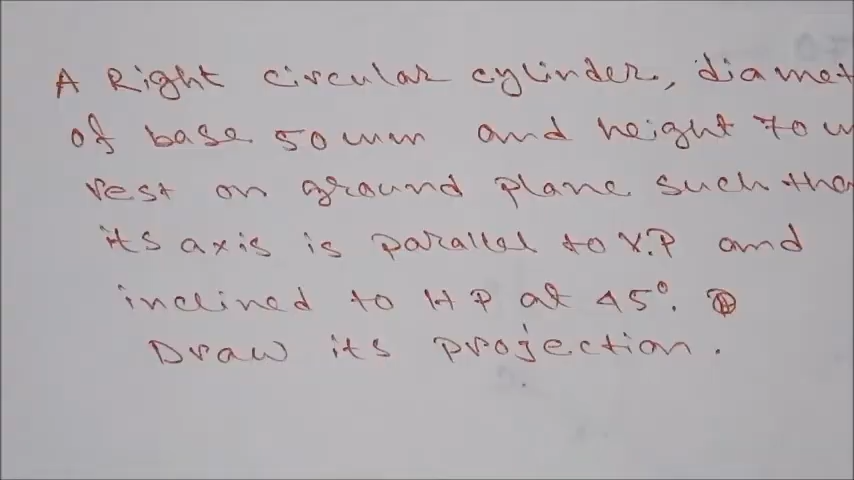 A Right circular cylinder, diamet
of base 50 mm and height 70 m
rest on ground plane such tha
its axis is parallel to V.P and
inclined to HP at 45°.
Draw its projection.